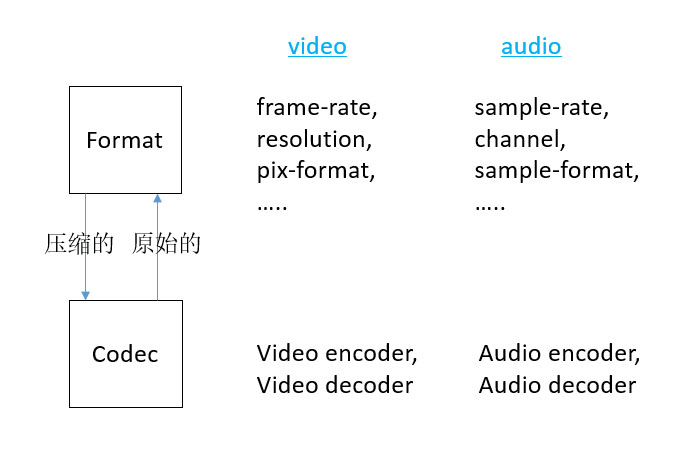 video
audio
Format
frame-rate,
resolution,
pix-format,
.....
sample-rate,
channel,
sample-format,
.....
压缩的
原始的
Codec
Video encoder,
Video decoder
Audio encoder,
Audio decoder